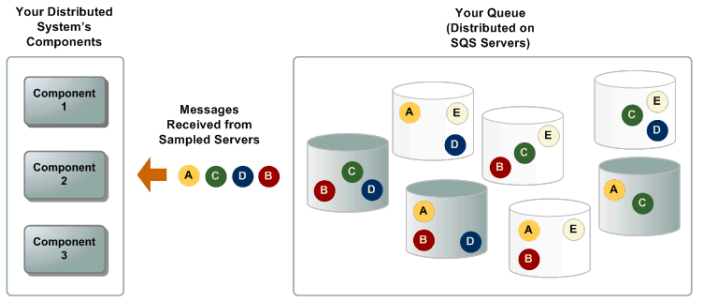 Your Distributed
System's
Components
Component
1
Component
2
Component
3
Messages
Received from
Sampled Servers
A C D B
Your Queue
(Distributed on
SQS Servers)
A E
D
E
C
B
E
C
D
C
B D
A
B D
A E
B
A
C